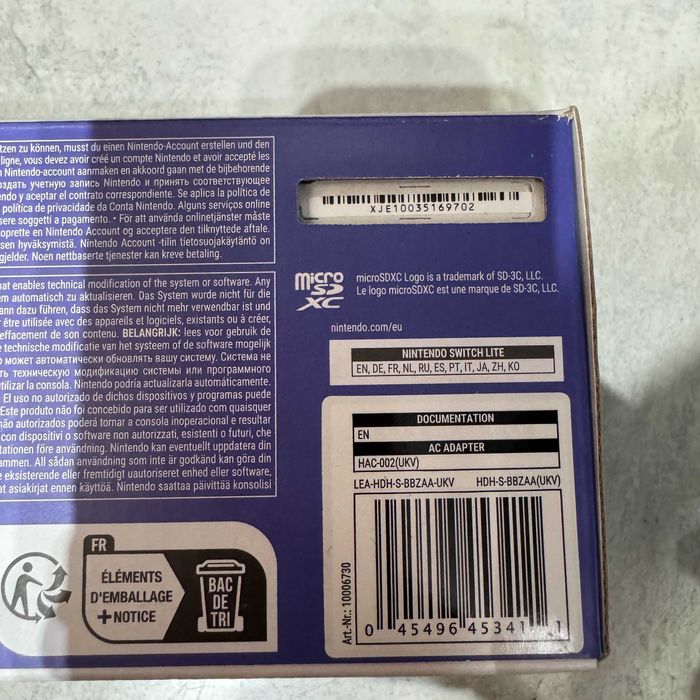 tzen zu können, musst du einen Nintendo-Account erstellen und den
ligne, vous devez avoir créé un compte Nintendo et avoir accepté les
n Nintendo-account aanmaken en akkoord gaan met de bijbehorende
оздать учетную запись Nintendo и принять соответствующее
endo y aceptar el contrato correspondiente. Se aplica la política de
política de privacidade da Conta Nintendo. Alguns serviços online
sere soggetti a pagamento. • För att använda onlinetjänster måste
oprette en Nintendo Account og acceptere den tilknyttede aftale.
sen hyväksymistä. Nintendo Account -tilin tietosuojakäytäntö on
gjelder. Noen nettbaserte tjenester kan kreve betaling.
at enables technical modification of the system or software. Any
em automatisch zu aktualisieren. Das System wurde nicht für die
ann dazu führen, dass das System nicht mehr verwendbar ist und
être utilisée avec des appareils et logiciels, existants ou à créer,
effacement de son contenu. BELANGRIJK: lees voor gebruik de
e technische modificatie van het systeem of de software mogelijk
о может автоматически обновлять вашу систему. Система не
ть техническую модификацию системы или программного
utilizar la consola. Nintendo podría actualizarla automáticamente.
El uso no autorizado de dichos dispositivos y programas puede
Este produto não foi concebido para ser utilizado com quaisquer
não autorizados poderá tornar a consola inoperacional e resultar
con dispositivi o software non autorizzati, esistenti o futuri, che
tationen före användning. Nintendo kan eventuellt uppdatera din
ammen. All sådan användning som inte är godkänd kan göra din
e eksisterende eller fremtidigt uautoriseret enhed eller software,
at asiakirjat ennen käyttöä. Nintendo saattaa päivittää konsolisi
FR
ÉLÉMENTS
D'EMBALLAGE
+NOTICE
BAC
DE
TRI
XJE10035169702
micro
SD
XC
microSDXC Logo is a trademark of SD-3C, LLC.
Le logo microSDXC est une marque de SD-3C, LLC.
nintendo.com/eu
NINTENDO SWITCH LITE
EN, DE, FR, NL, RU, ES, PT, IT, JA, ZH, KO
DOCUMENTATION
EN
AC ADAPTER
HAC-002(UKV)
LEA-HDH-S-BBZAA-UKV HDH-S-BBZAA(UKV)
Art.-Nr.: 10006730
0 45496 45341 1